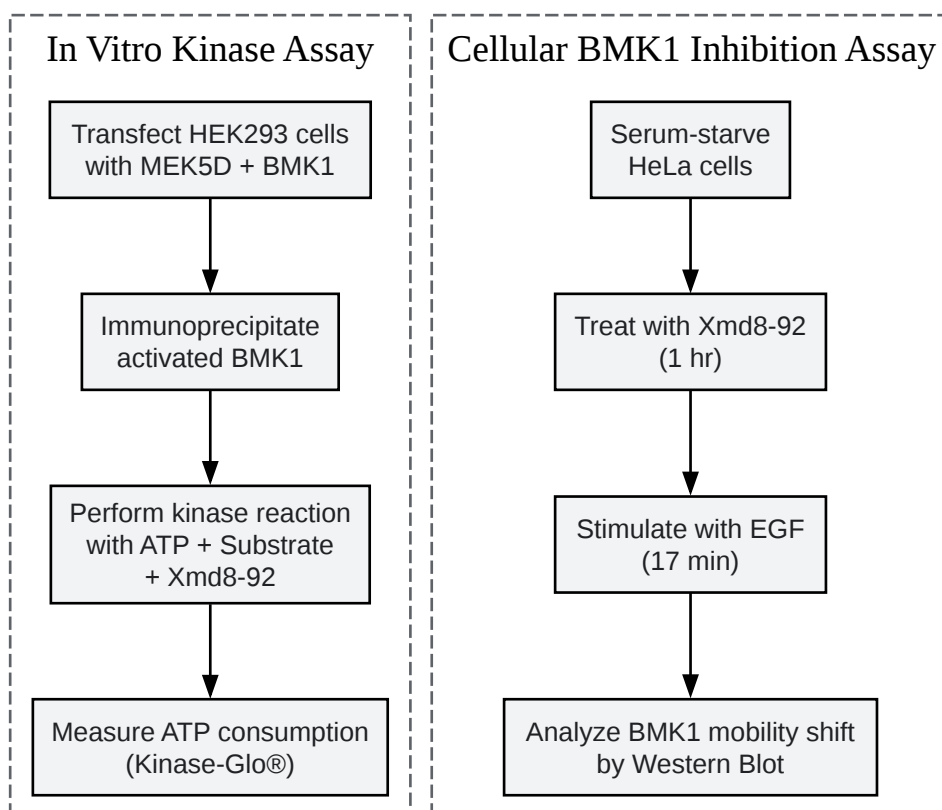 In Vitro Kinase Assay
Transfect HEK293 cells
with MEK5D + BMK1
Immunoprecipitate
activated BMK1
Perform kinase reaction
with ATP + Substrate
+ Xmd8-92
Measure ATP consumption
(Kinase-Glo®)
Cellular BMK1 Inhibition Assay
Serum-starve
HeLa cells
Treat with Xmd8-92
(1 hr)
Stimulate with EGF
(17 min)
Analyze BMK1 mobility shift
by Western Blot